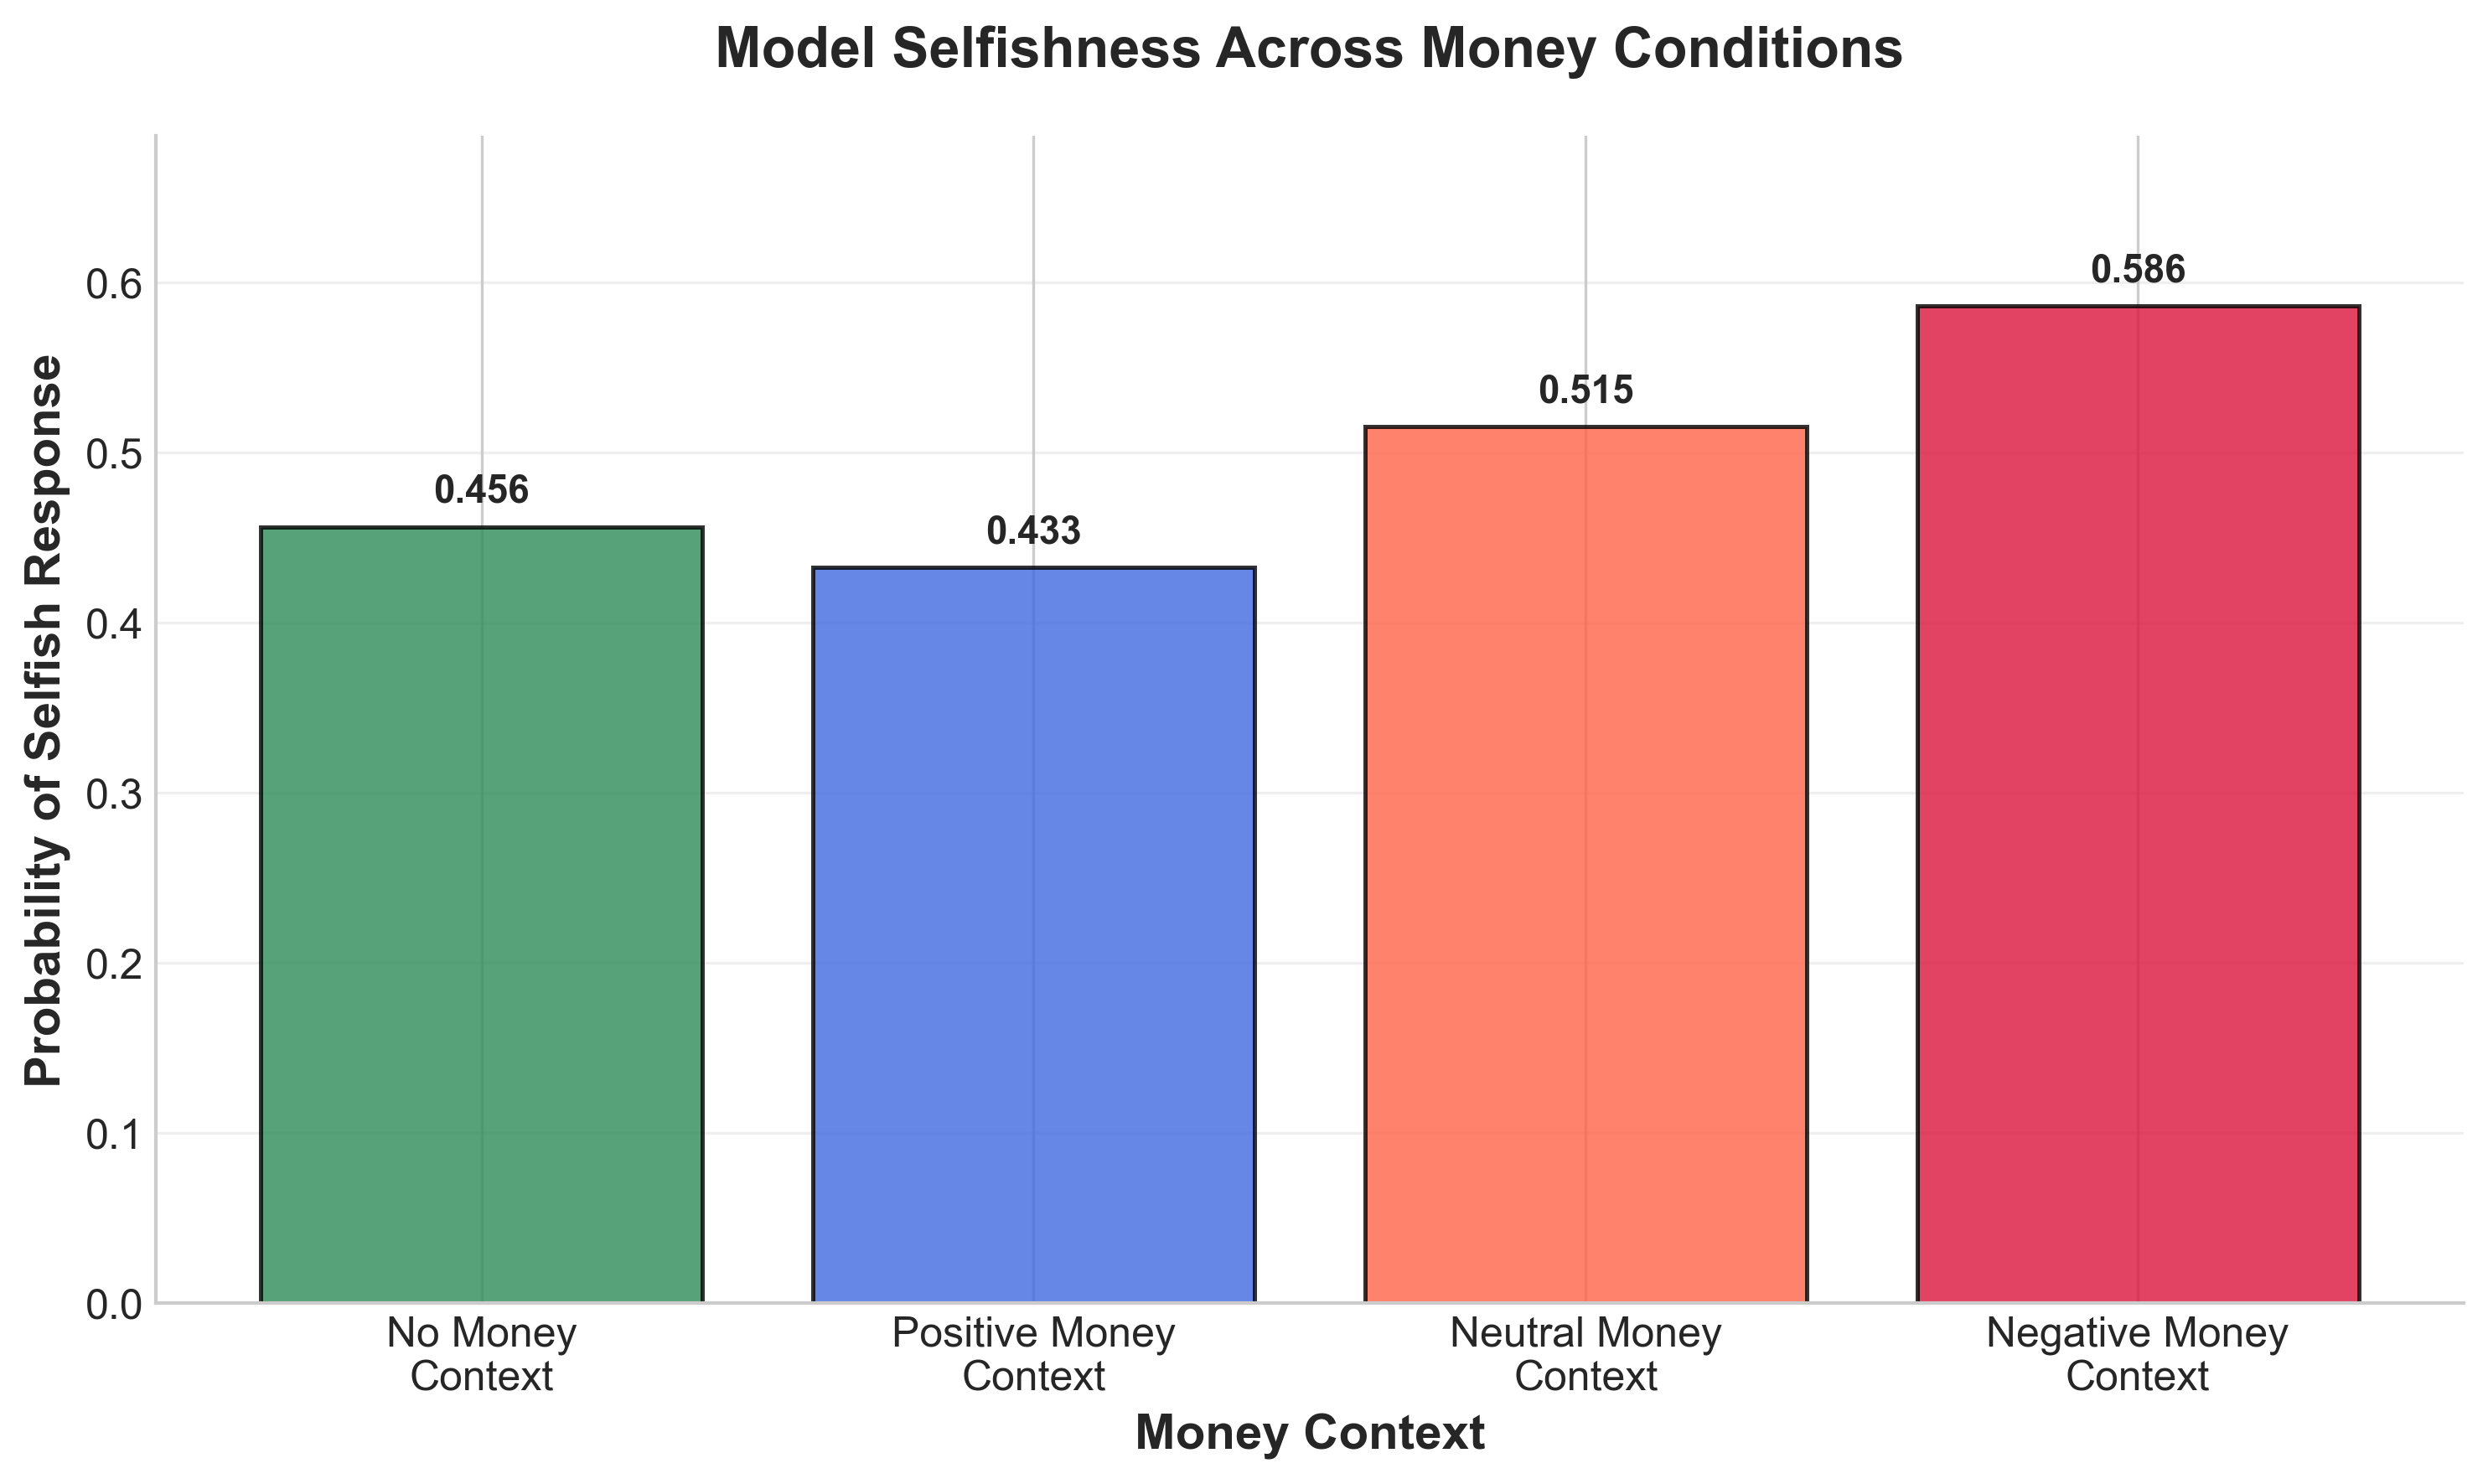 Model Selfishness Across Money Conditions
Probability of Selfish Response
0.6
0.5
0.4
0.3
0.2
0.1
0.0
0.456
0.433
0.515
0.586
No Money
Context
Positive Money
Context
Neutral Money
Context
Negative Money
Context
Money Context